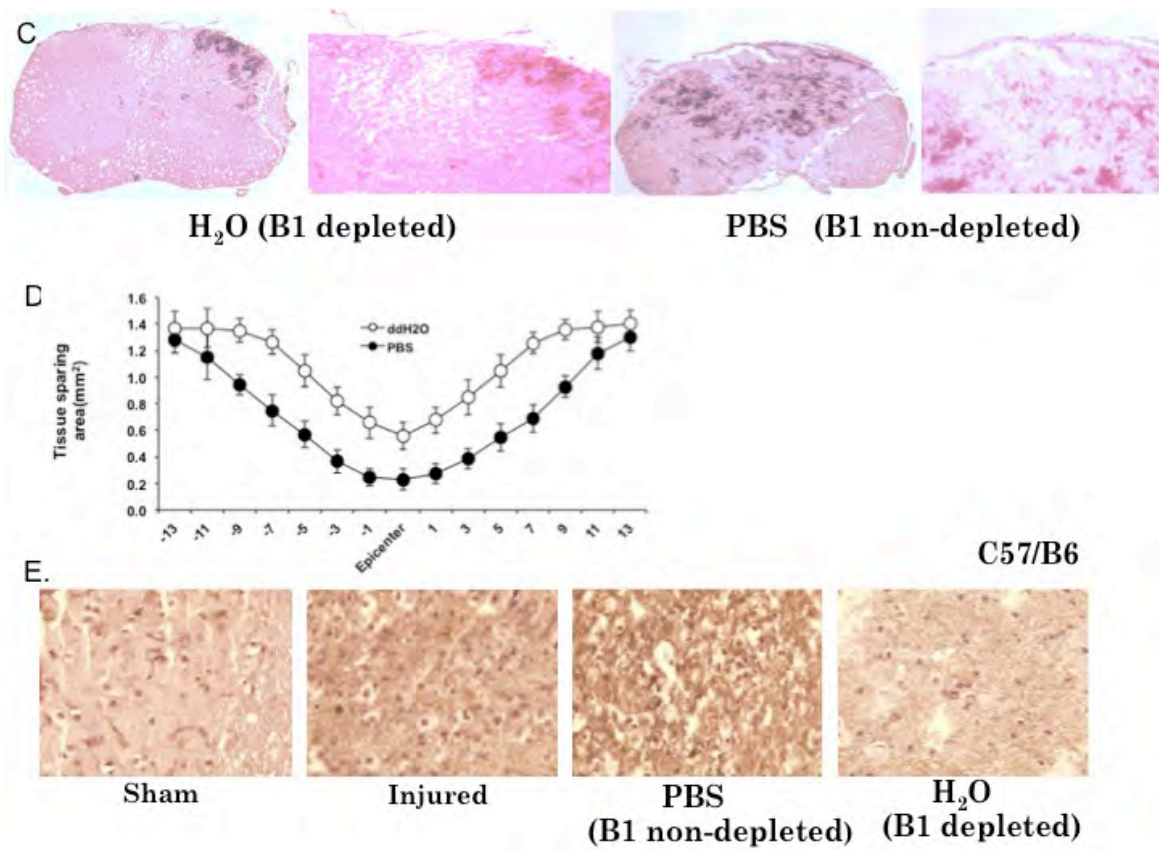 C
H₂O (B1 depleted)
PBS (B1 non-depleted)
D
Tissue sparing
area(mm²)
1.6
1.4
1.2
1.0
0.8
0.6
0.4
0.2
0.0
ddH2O
PBS
-13
-11
-9
-7
-5
-3
-1
Epicenter
1
3
5
7
9
11
13
C57/B6
E.
Sham
Injured
PBS
(B1 non-depleted)
H₂O
(B1 depleted)